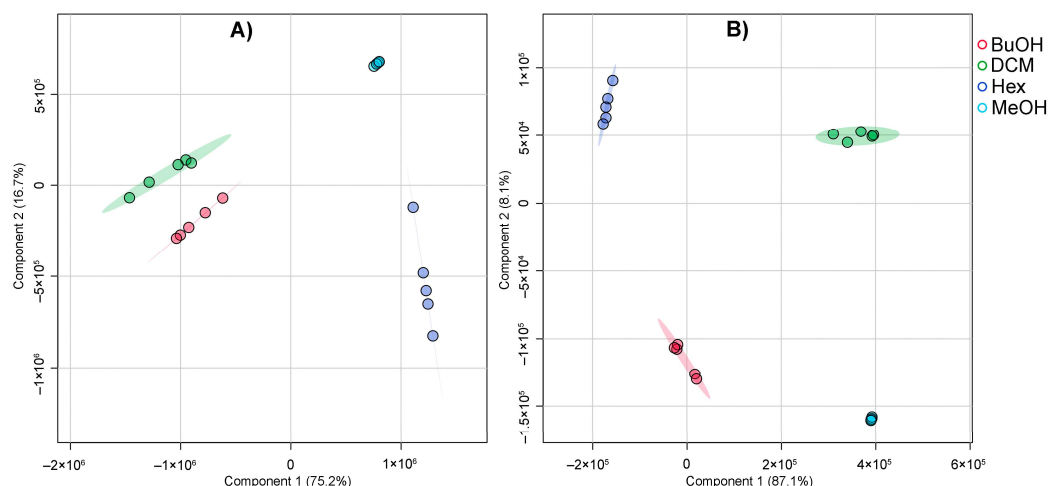 A)
5×10⁵
0
−5×10⁵
−1×10⁶
Component 2 (16.7%)
−2×10⁶ −1×10⁶ 0 1×10⁶
Component 1 (75.2%)
B)
1×10⁵
5×10⁴
0
−5×10⁴
−1×10⁵
−1.5×10⁵
Component 2 (8.1%)
−2×10⁵ 0 2×10⁵ 4×10⁵ 6×10⁵
Component 1 (87.1%)
BuOH
DCM
Hex
MeOH